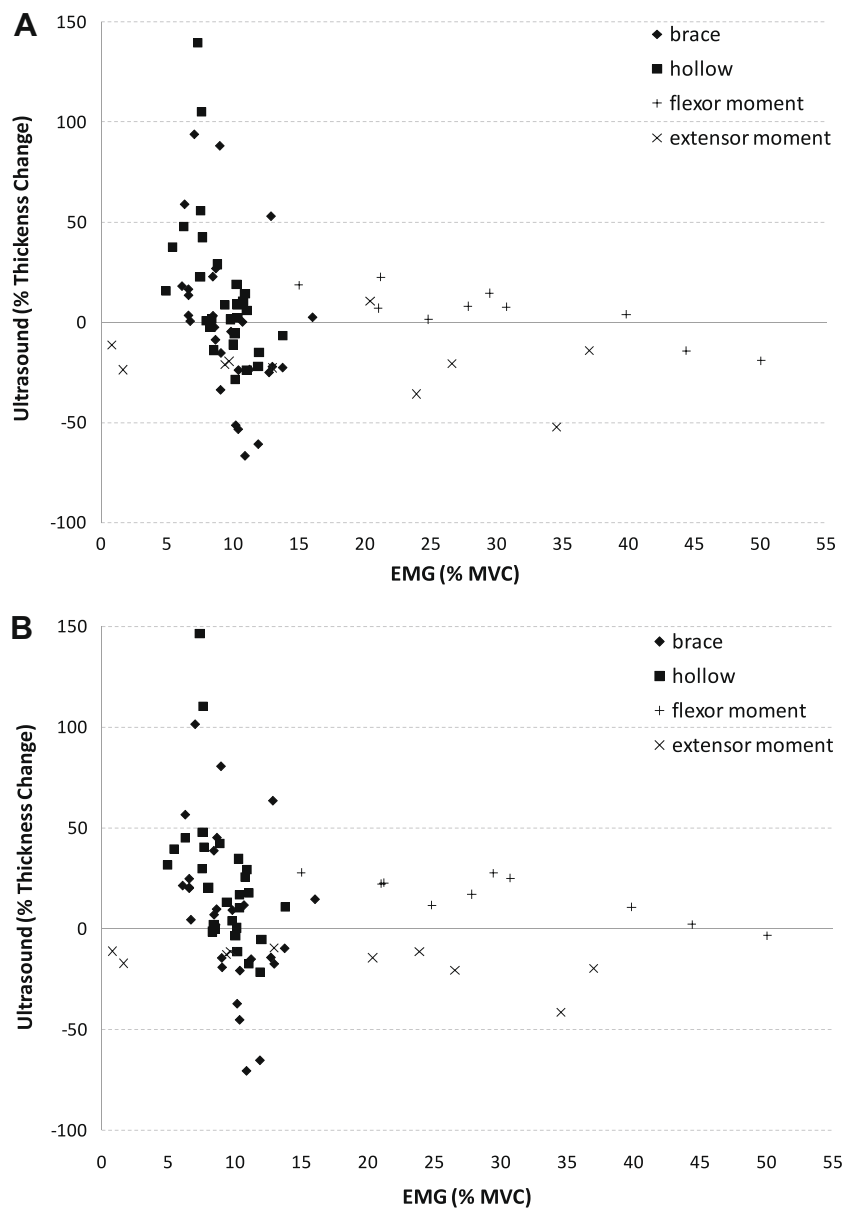 A
150
100
50
0
-50
-100
Ultrasound (% Thickenss Change)
brace
hollow
flexor moment
extensor moment
0 5 10 15 20 25 30 35 40 45 50 55
EMG (% MVC)
B
150
100
50
0
-50
-100
Ultrasound (% Thickness Change)
brace
hollow
flexor moment
extensor moment
0 5 10 15 20 25 30 35 40 45 50 55
EMG (% MVC)